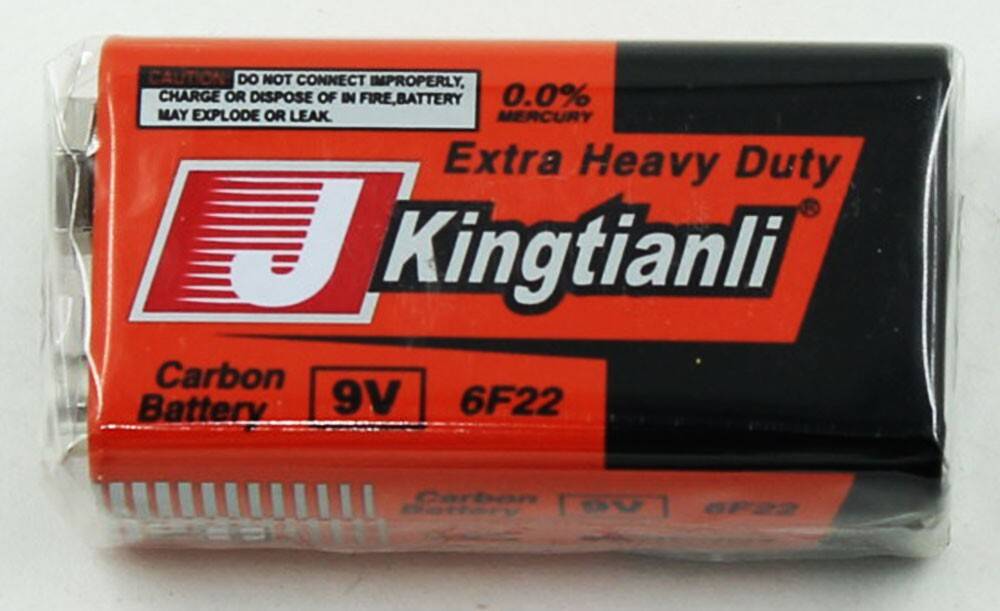 CAUTION: DO NOT CONNECT IMPROPERLY,
CHARGE OR DISPOSE OF IN FIRE,BATTERY
MAY EXPLODE OR LEAK.
0.0%
MERCURY
Extra Heavy Duty
J Kingtianli®
Carbon
Battery
9V
6F22
Carbon
Battery
9V
6F22